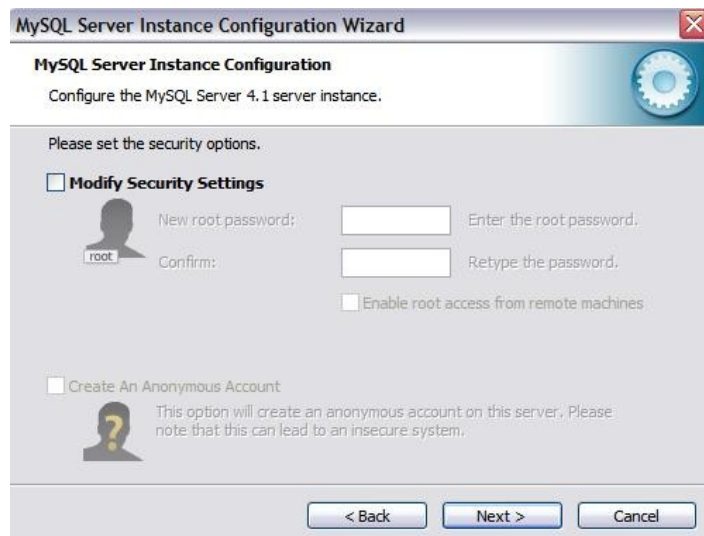 MySQL Server Instance Configuration Wizard
MySQL Server Instance Configuration
Configure the MySQL Server 4.1 server instance.
Please set the security options.
Modify Security Settings
New root password:
Enter the root password.
root
Confirm:
Retype the password.
Enable root access from remote machines
Create An Anonymous Account
This option will create an anonymous account on this server. Please
note that this can lead to an insecure system.
?
< Back
Next >
Cancel